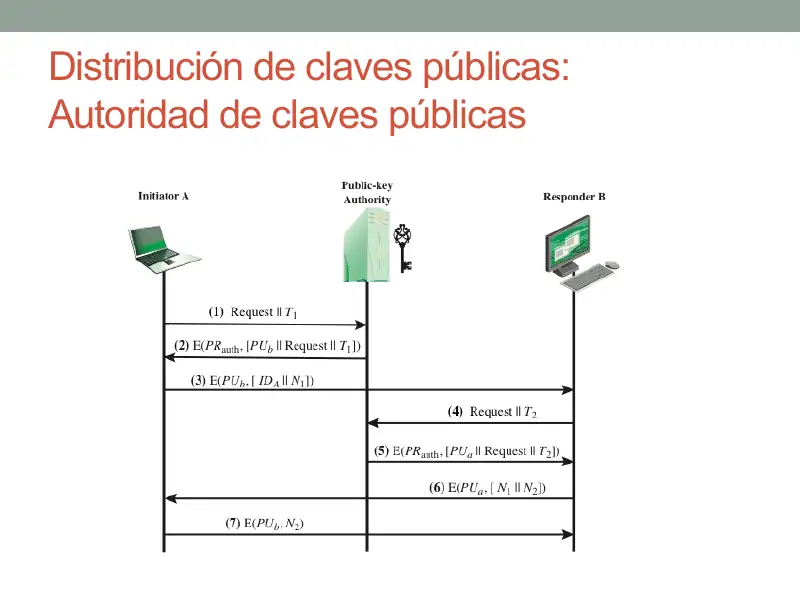 Distribución de claves públicas:
Autoridad de claves públicas
Initiator A
Public-key
Authority
Responder B
(1) Request || T1
(2) E(PRauth, [PUb || Request || T1])
(3) E(PUb, [ IDA || N1])
(4) Request || T2
(5) E(PRauth, [PUa || Request || T2])
(6) E(PUa, [ N1 || N2])
(7) E(PUb, N2)